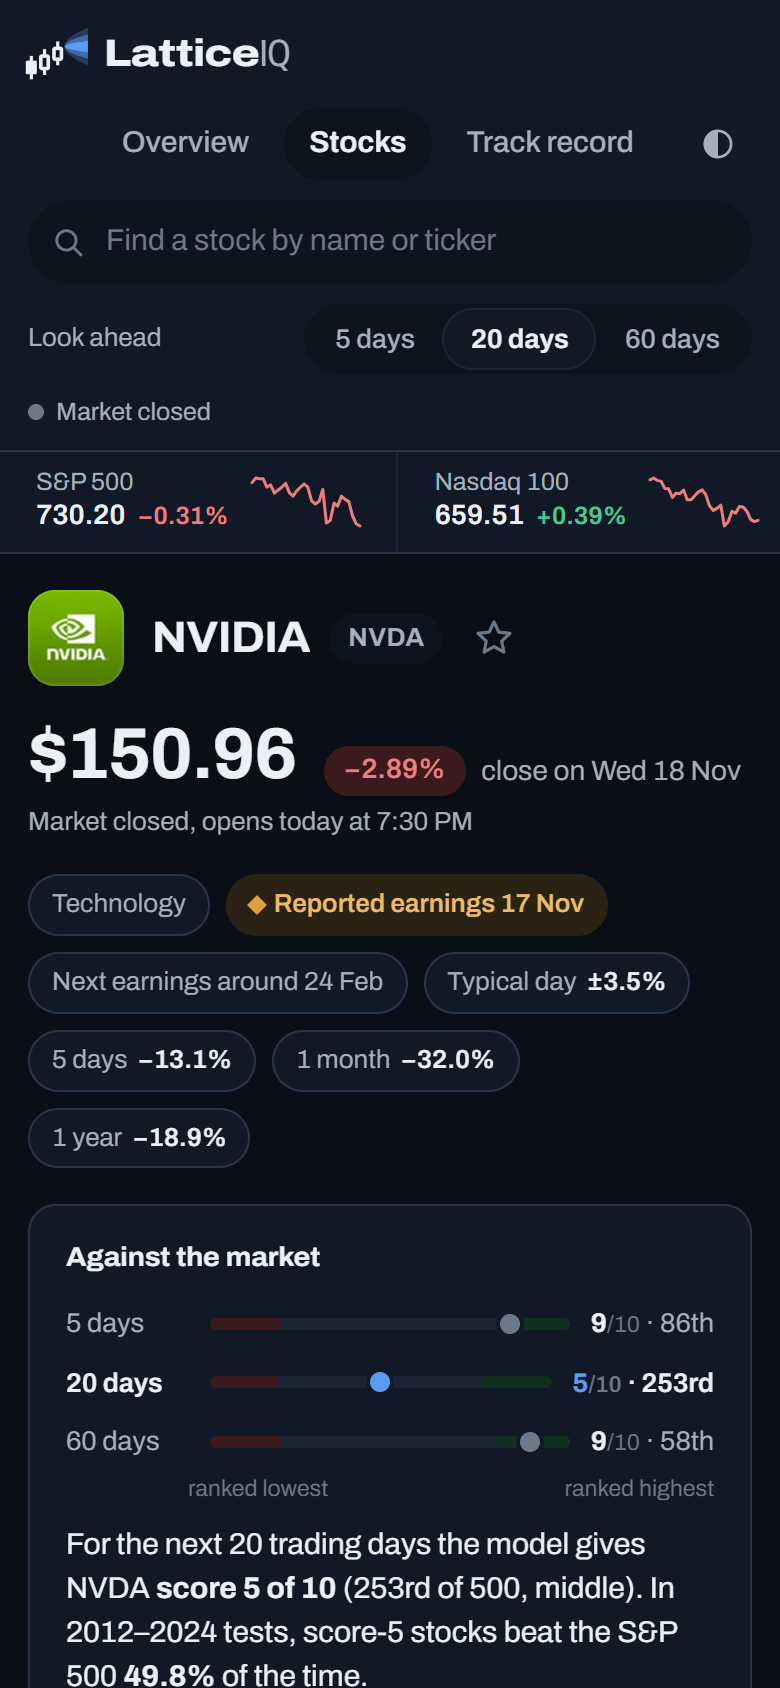 LatticeIQ
Overview Stocks Track record
Find a stock by name or ticker
Look ahead 5 days 20 days 60 days
Market closed
S&P 500
730.20 −0.31%
Nasdaq 100
659.51 +0.39%
NVIDIA
NVIDIA NVDA
$150.96 −2.89% close on Wed 18 Nov
Market closed, opens today at 7:30 PM
Technology ◆ Reported earnings 17 Nov
Next earnings around 24 Feb Typical day ±3.5%
5 days −13.1% 1 month −32.0%
1 year −18.9%
Against the market
5 days 9/10 · 86th
20 days 5/10 · 253rd
60 days 9/10 · 58th
ranked lowest ranked highest
For the next 20 trading days the model gives
NVDA score 5 of 10 (253rd of 500, middle). In
2012–2024 tests, score-5 stocks beat the S&P
500 49.8% of the time.